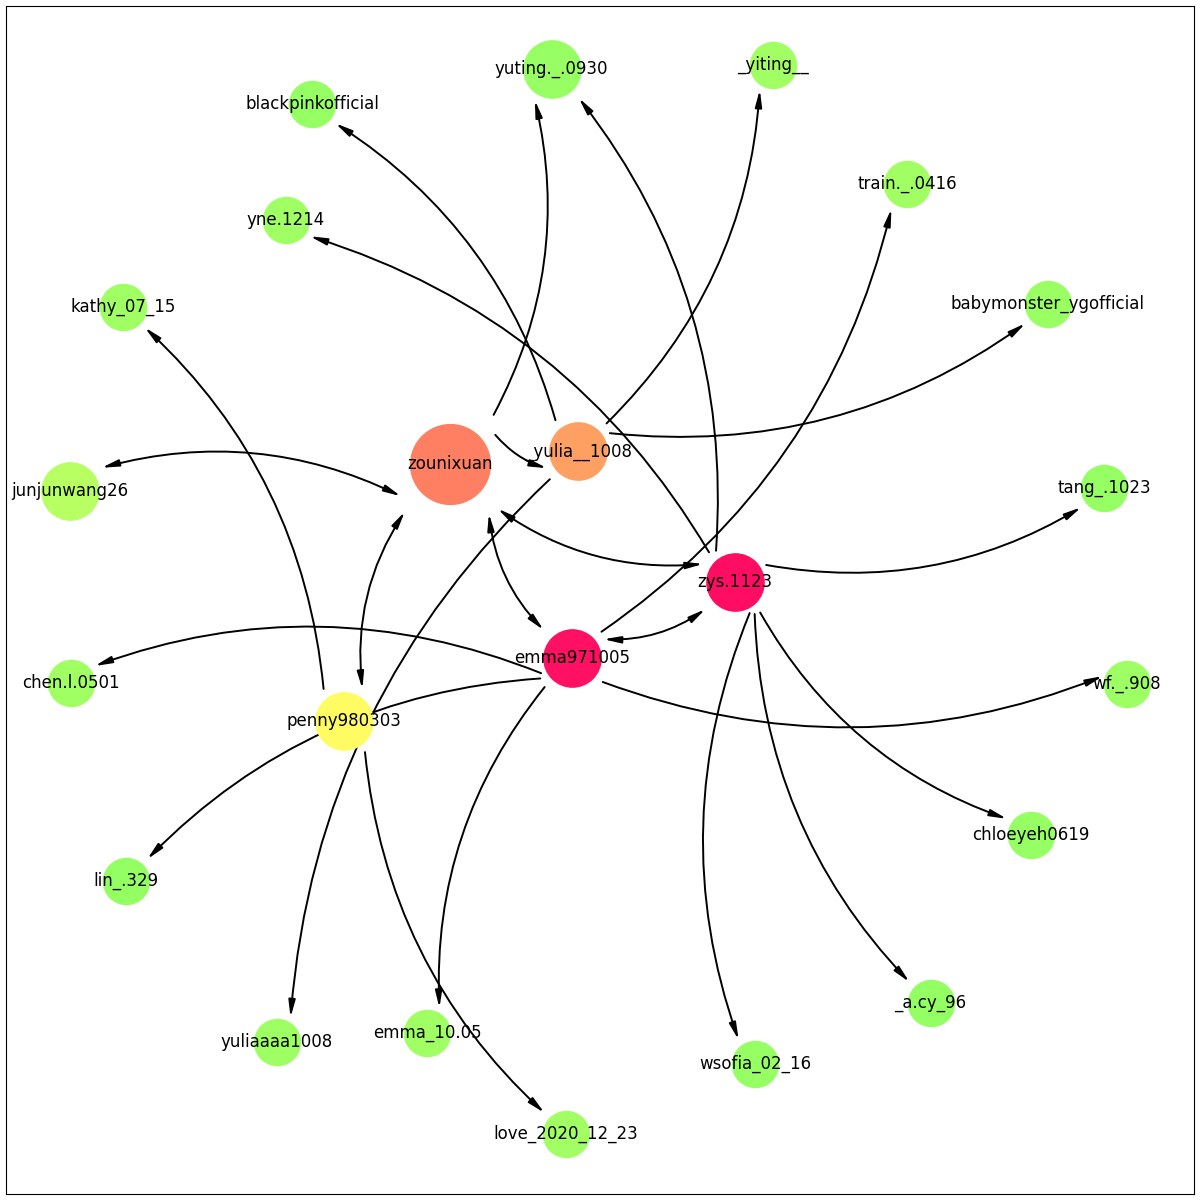 yuting._.0930
_yiting__
blackpinkofficial
train._.0416
yne.1214
babymonster_ygofficial
kathy_07_15
yulia__1008
zounixuan
junjunwang26
tang_.1023
zys.1123
emma971005
chen.l.0501
wf._.908
penny980303
chloeyeh0619
lin_.329
_a.cy_96
emma_10.05
yuliaaaa1008
wsofia_02_16
love_2020_12_23